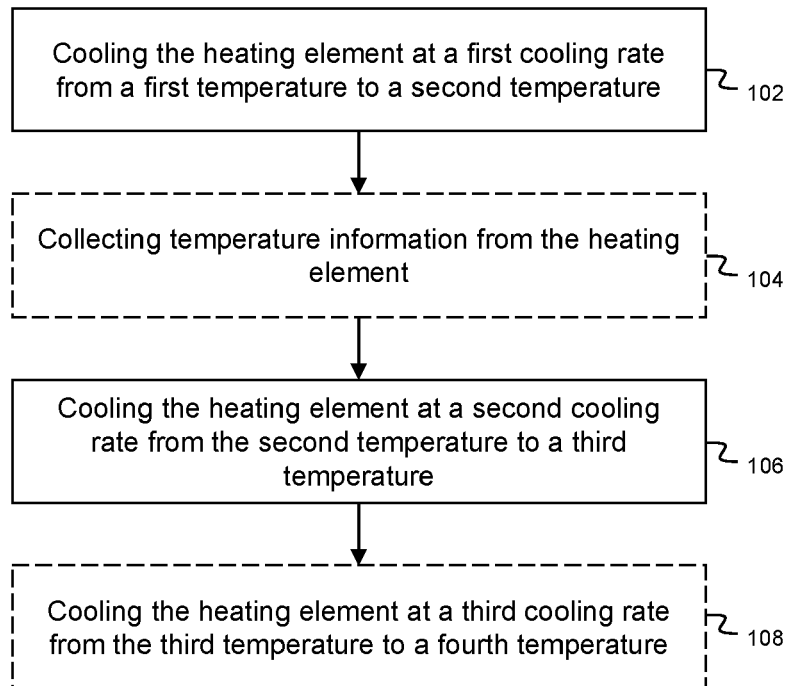 Cooling the heating element at a first cooling rate
from a first temperature to a second temperature
102
Collecting temperature information from the heating
element
104
Cooling the heating element at a second cooling
rate from the second temperature to a third
temperature
106
Cooling the heating element at a third cooling rate
from the third temperature to a fourth temperature
108